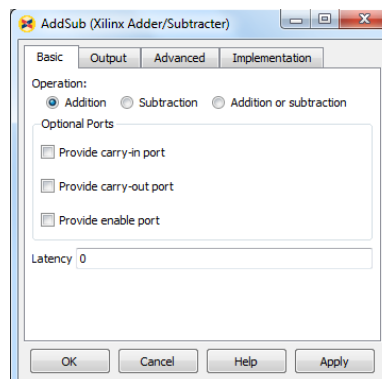 AddSub (Xilinx Adder/Subtracter)
Basic Output Advanced Implementation
Operation:
Addition Subtraction Addition or subtraction
Optional Ports
Provide carry-in port
Provide carry-out port
Provide enable port
Latency 0
OK Cancel Help Apply